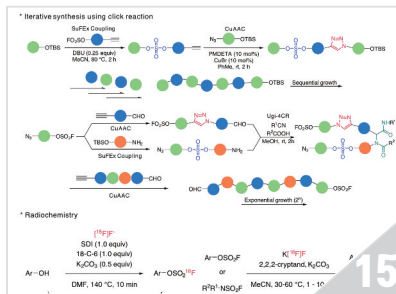 * Iterative synthesis using click reaction
SuFEx Coupling
FO₂SO
DBU (0.25 equiv)
MeCN, 80 °C, 2 h
OTBS
OTBS
CuAAC
N₃ OTBS
PMDETA (10 mol%)
CuBr (10 mol%)
PhMe, rt, 2 h
N=N
OTBS
OTBS
Sequential growth
CHO
CuAAC
N₃ OSO₂F
TBSO NH₂
SuFEx Coupling
FO₂SO N=N CHO
N₃ NH₂
Ugi-4CR
R¹CN
R²COOH
MeOH, rt, 2h
FO₂SO N=N
N₃
CHO
CuAAC
OHC OSO₂F
Exponential growth (2ⁿ)
* Radiochemistry
[¹⁸F]F⁻
SDI (1.0 equiv)
18-C-6 (1.0 equiv)
K₂CO₃ (0.5 equiv)
Ar—OH Ar—OSO₂¹⁸F
DMF, 140 °C, 10 min
Ar—OSO₂F
or
R²R¹-NSO₂F
K[¹⁸F]F
2,2,2-cryptand, K₂CO₃
MeCN, 30-60 °C, 1 - 10
15